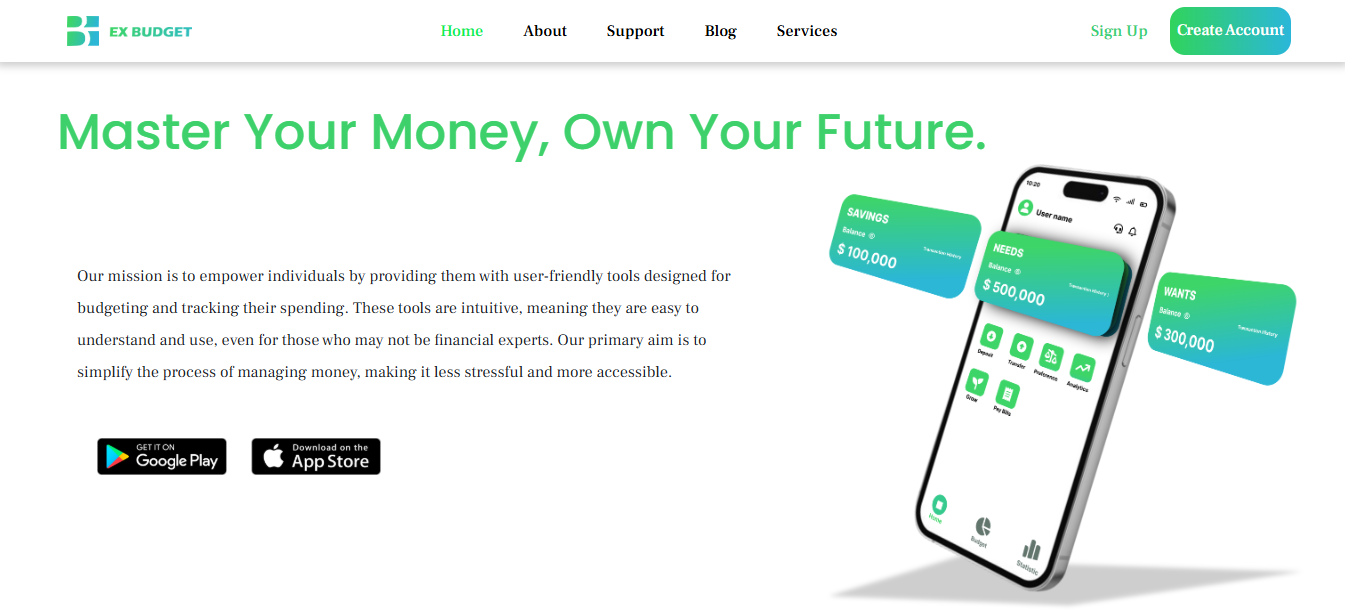 EX BUDGET
Home
About
Support
Blog
Services
Sign Up
Create Account
Master Your Money, Own Your Future.
Our mission is to empower individuals by providing them with user-friendly tools designed for
budgeting and tracking their spending. These tools are intuitive, meaning they are easy to
understand and use, even for those who may not be financial experts. Our primary aim is to
simplify the process of managing money, making it less stressful and more accessible.
GET IT ON
Google Play
Download on the
App Store
10:20
User name
SAVINGS
Balance
$ 100,000
Transaction History
NEEDS
Balance
$ 500,000
Transaction History
WANTS
Balance
$ 300,000
Transaction History
Deposit
Transfer
Preference
Analytics
Grow
Pay Bills
Home
Budget
Statistic